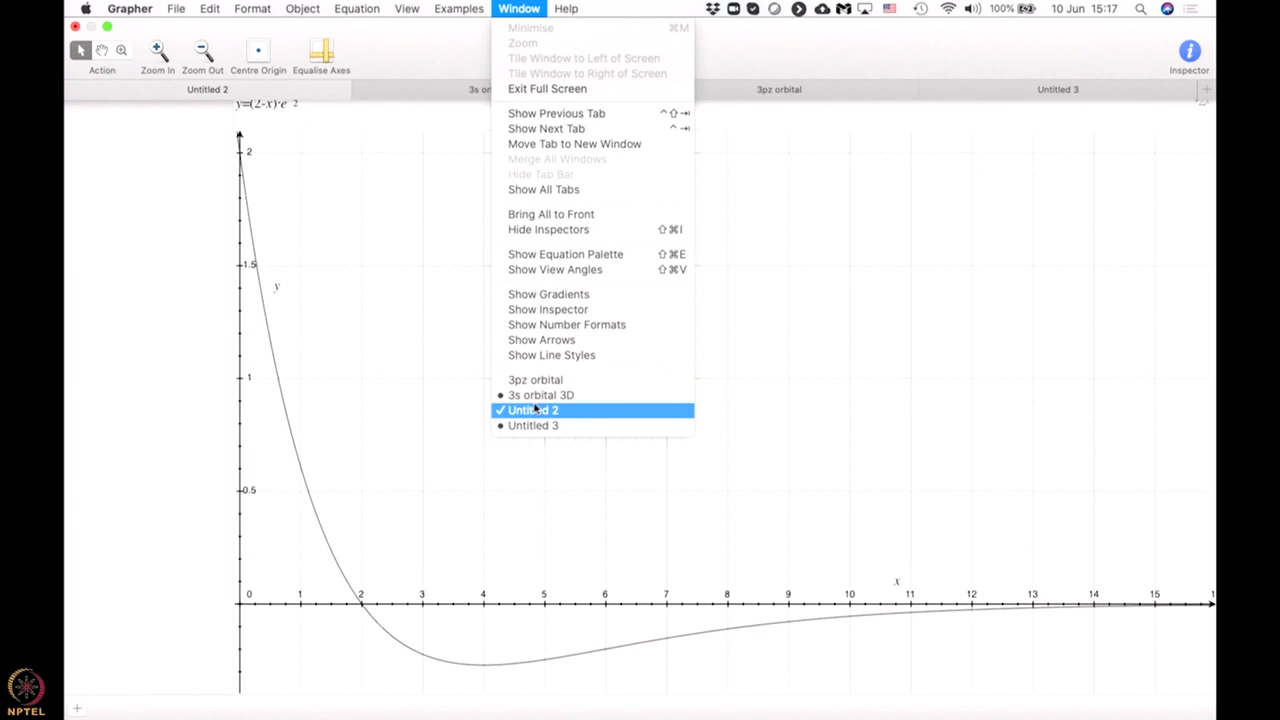 Grapher File Edit Format Object Equation View Examples Window Help 100% 10 Jun 15:17
Action Zoom In Zoom Out Centre Origin Equalise Axes Inspector
Untitled 2 3s or 3pz orbital Untitled 3
Minimise ⌘M
Zoom
Tile Window to Left of Screen
Tile Window to Right of Screen
Exit Full Screen
Show Previous Tab ⌃⇧⇥
Show Next Tab ⌃⇥
Move Tab to New Window
Merge All Windows
Hide Tab Bar
Show All Tabs
Bring All to Front
Hide Inspectors ⇧⌘I
Show Equation Palette ⇧⌘E
Show View Angles ⇧⌘V
Show Gradients
Show Inspector
Show Number Formats
Show Arrows
Show Line Styles
3pz orbital
3s orbital 3D
Untitled 2
Untitled 3
y=(2-x)·e 2
2
1.5
y
1
0.5
x
0 1 2 3 4 5 6 7 8 9 10 11 12 13 14 15 1
NPTEL